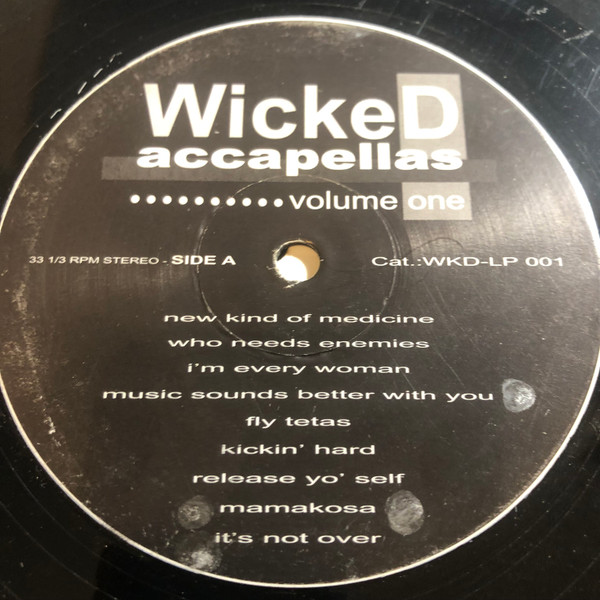 WickeD
accapellas
..........volume one
33 1/3 RPM STEREO - SIDE A
Cat.:WKD-LP 001
new kind of medicine
who needs enemies
i'm every woman
music sounds better with you
fly tetas
kickin' hard
release yo' self
mamakosa
it's not over